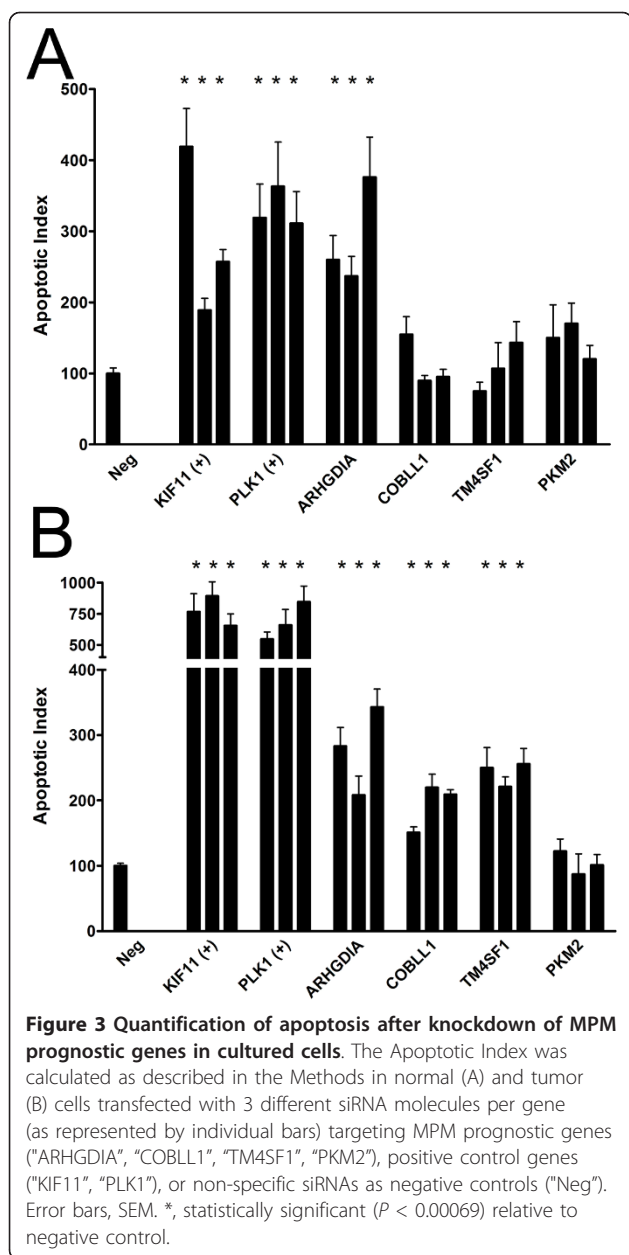 A
* * * * * * * * *
500
400
300
200
100
0
Apoptotic Index
Neg
KIF11 (+)
PLK1 (+)
ARHGDIA
COBLL1
TM4SF1
PKM2
B
* * * * * * * * * * * * * * *
1000
750
500
400
300
200
100
0
Apoptotic Index
Neg
KIF11 (+)
PLK1 (+)
ARHGDIA
COBLL1
TM4SF1
PKM2
Figure 3 Quantification of apoptosis after knockdown of MPM
prognostic genes in cultured cells. The Apoptotic Index was
calculated as described in the Methods in normal (A) and tumor
(B) cells transfected with 3 different siRNA molecules per gene
(as represented by individual bars) targeting MPM prognostic genes
("ARHGDIA", "COBLL1", "TM4SF1", "PKM2"), positive control genes
("KIF11", "PLK1"), or non-specific siRNAs as negative controls ("Neg").
Error bars, SEM. *, statistically significant (P < 0.00069) relative to
negative control.